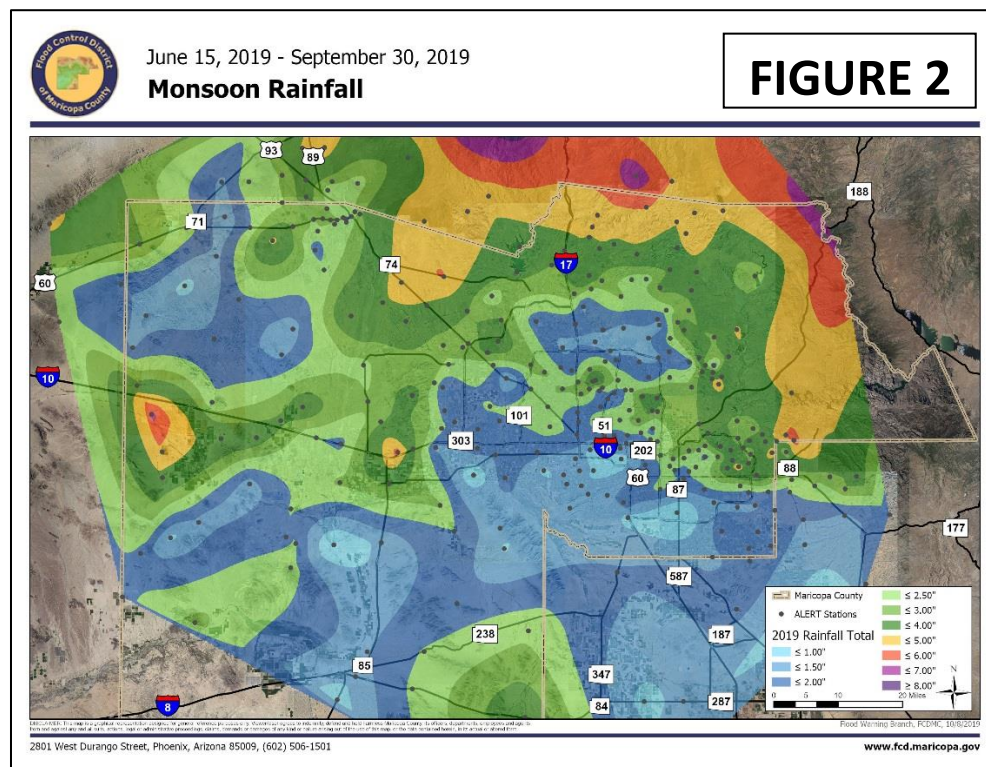 Flood Control District
of Maricopa County
June 15, 2019 - September 30, 2019
Monsoon Rainfall
FIGURE 2
93
89
188
71
74
17
60
10
101
51
303
10
202
60
87
88
177
587
238
187
85
347
8
84
287
Maricopa County
ALERT Stations
2019 Rainfall Total
≤ 1.00"
≤ 1.50"
≤ 2.00"
≤ 2.50"
≤ 3.00"
≤ 4.00"
≤ 5.00"
≤ 6.00"
≤ 7.00"
≥ 8.00"
N
0 5 10 20 Miles
Flood Warning Branch, FCDMC, 10/8/2019
2801 West Durango Street, Phoenix, Arizona 85009, (602) 506-1501
www.fcd.maricopa.gov